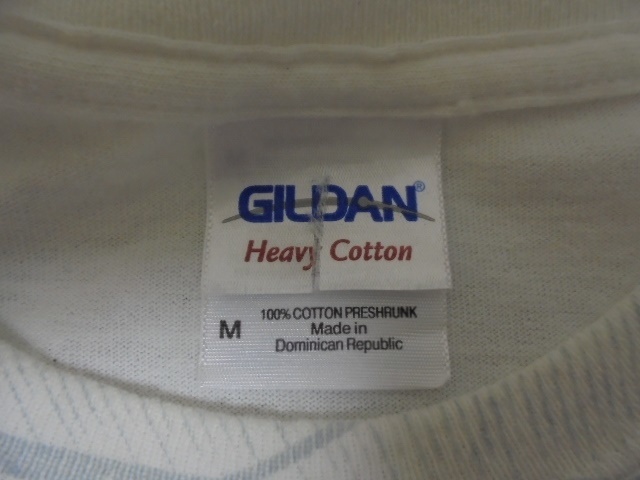 GILDAN®
Heavy Cotton
M
100% COTTON PRESHRUNK
Made in
Dominican Republic